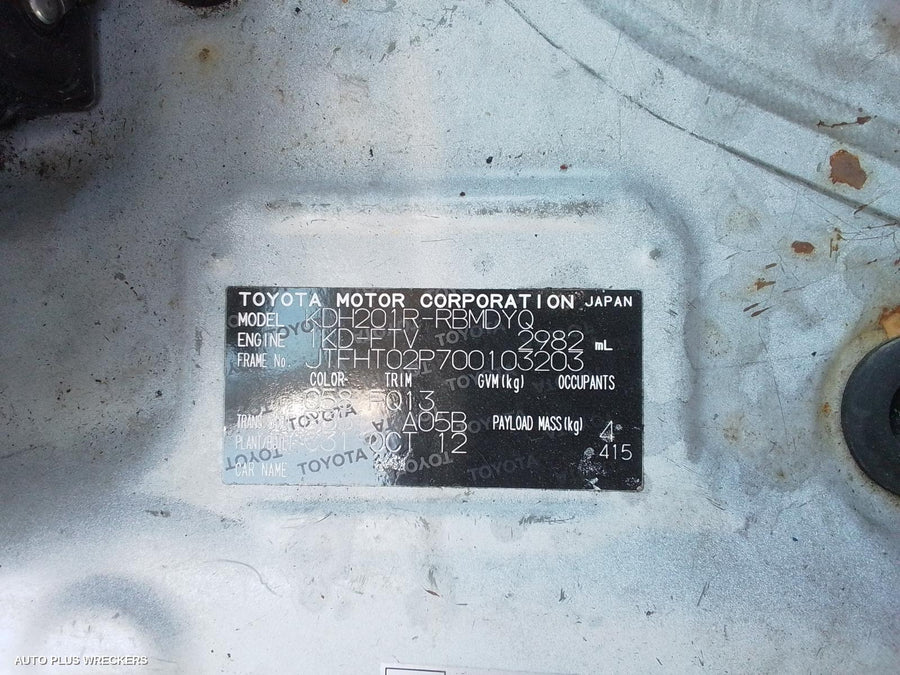 TOYOTA MOTOR CORPORATION JAPAN
MODEL KDH201R-RBMDYQ
ENGINE 1KD-FTV 2982 mL
FRAME No. JTFHT02P700103203
COLOR TRIM GVM(kg) OCCUPANTS
058 FQ13
A05B PAYLOAD MASS(kg) 4
OCT 12 415
CAR NAME
AUTO PLUS WRECKERS